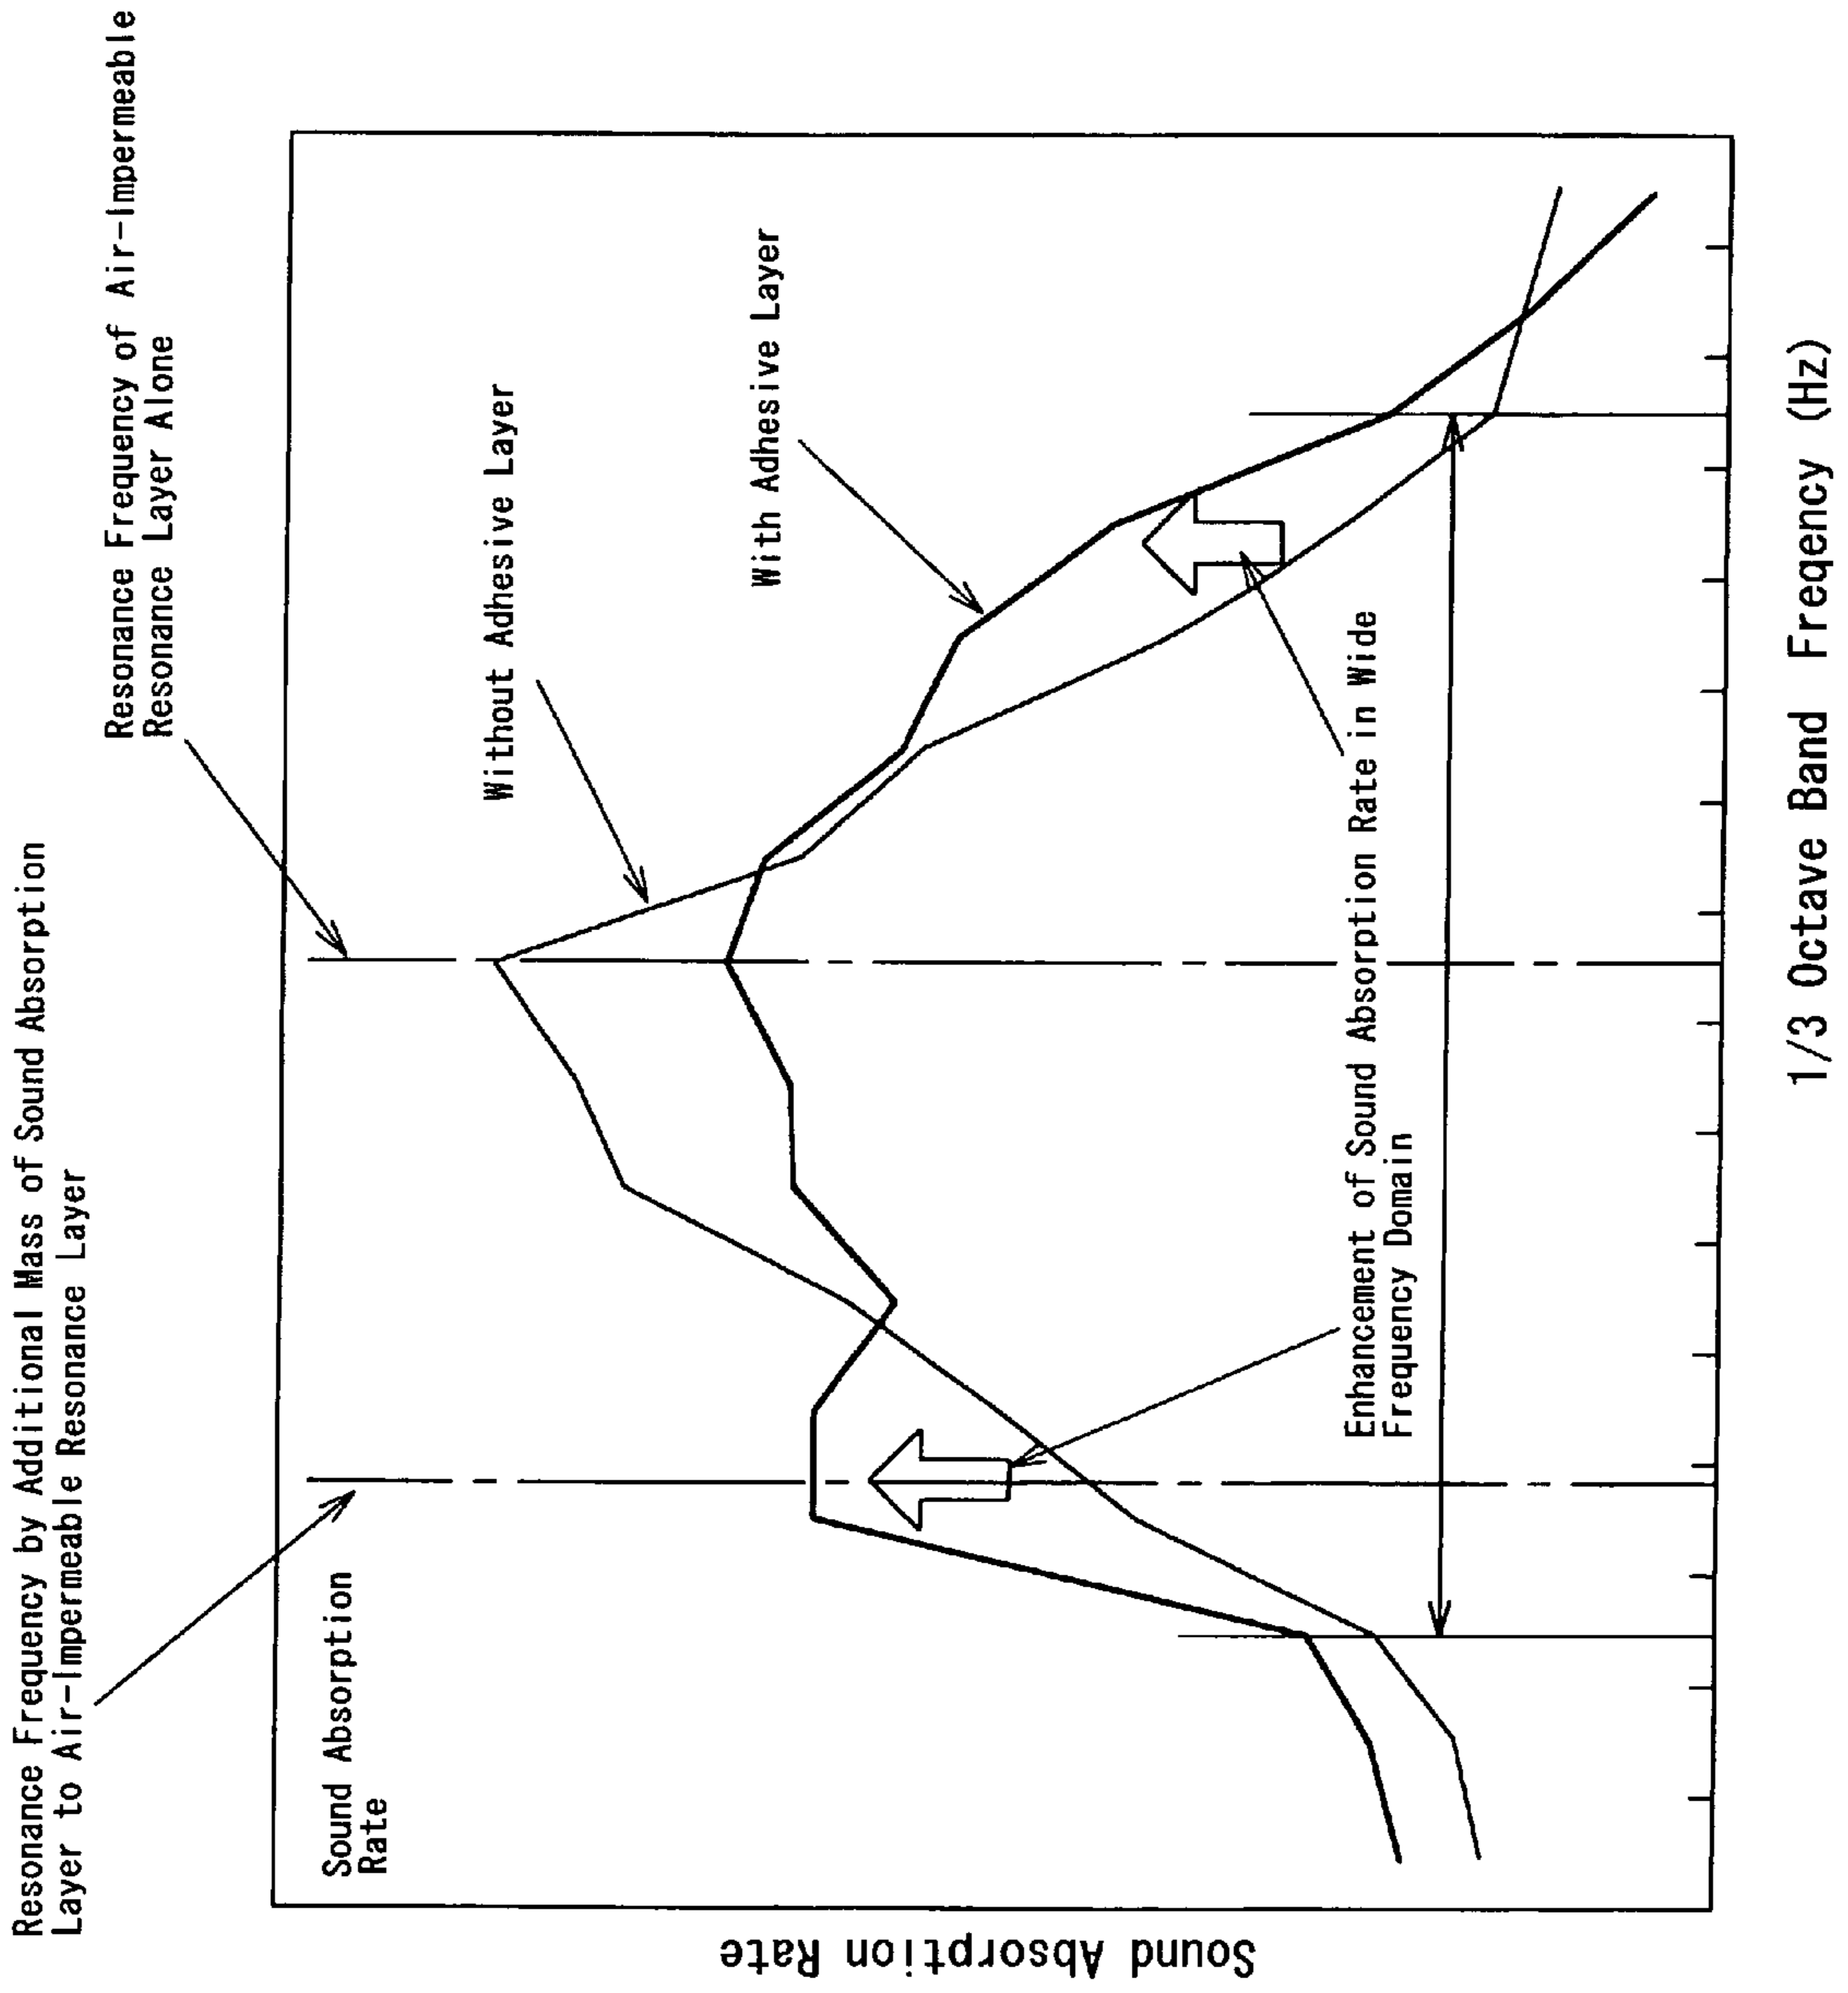 Resonance Frequency by Additional Mass of Sound Absorption
Layer to Air-Impermeable Resonance Layer
Resonance Frequency of Air-Impermeable
Resonance Layer Alone
Sound Absorption
Rate
Without Adhesive Layer
With Adhesive Layer
Enhancement of Sound Absorption Rate in Wide
Frequency Domain
Sound Absorption Rate
1/3 Octave Band Freqency (Hz)